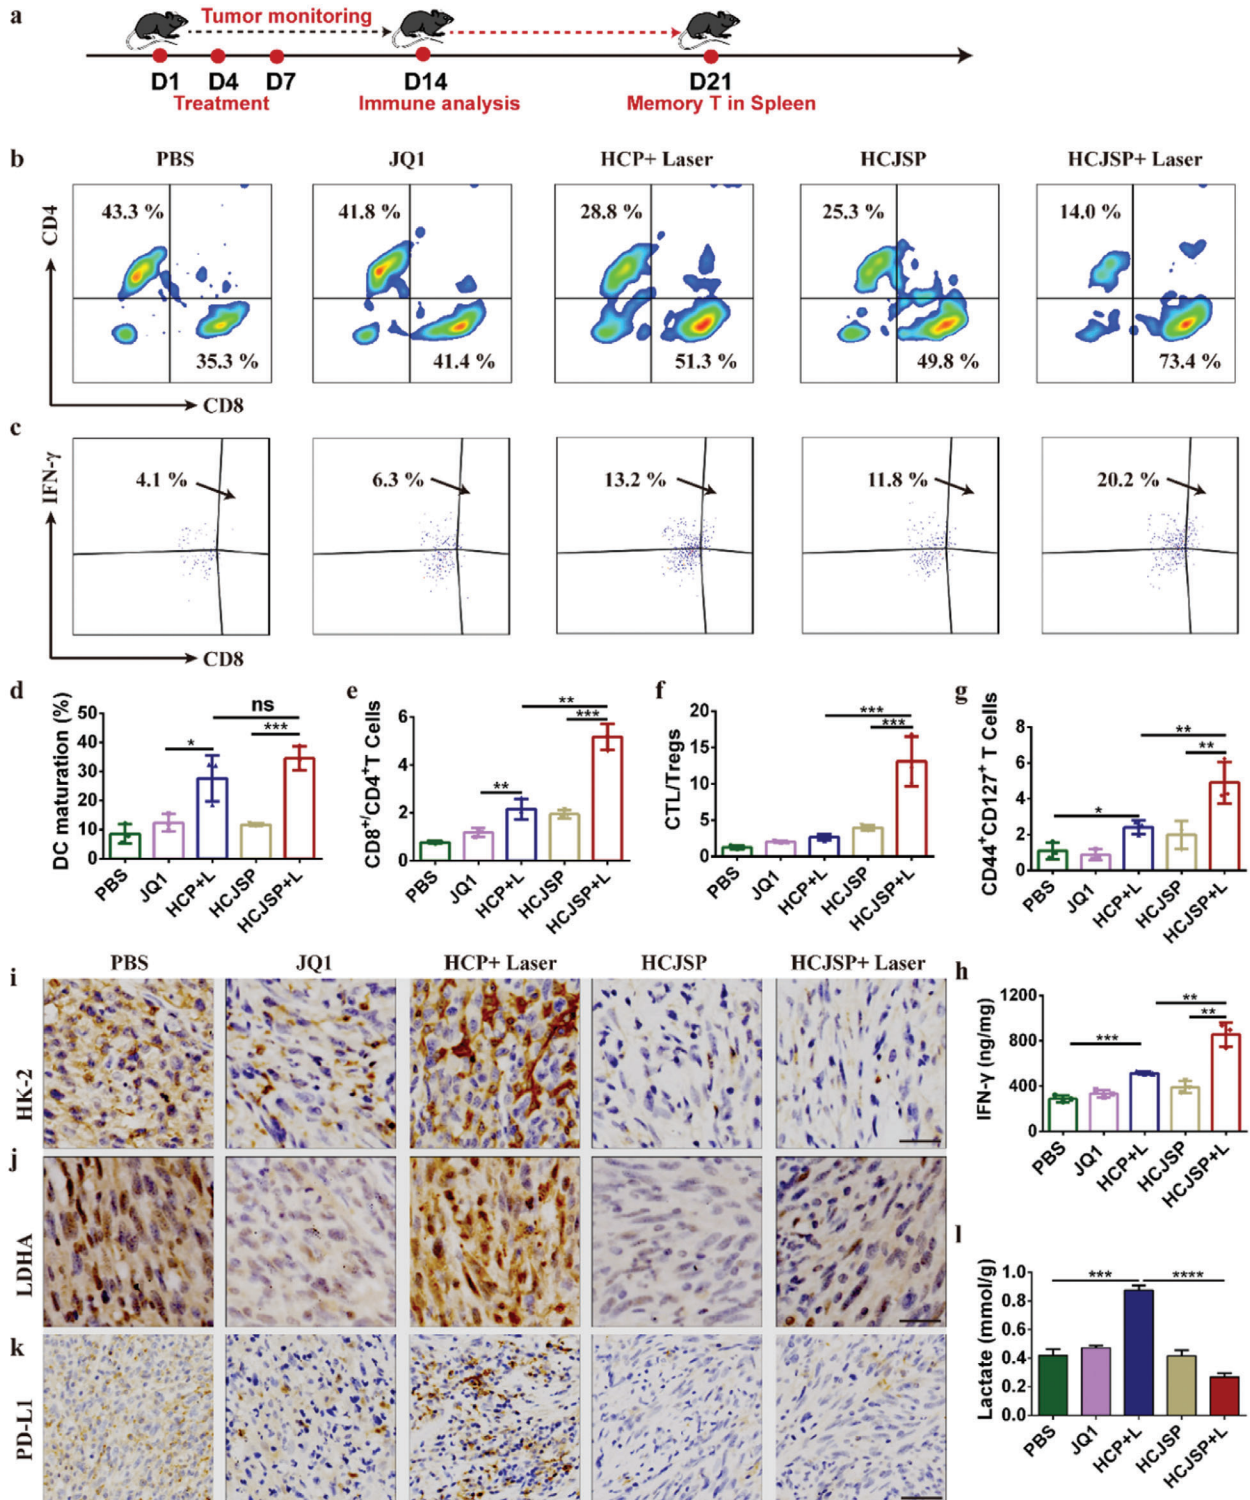 a
Tumor monitoring
D1 D4 D7 D14 D21
Treatment Immune analysis Memory T in Spleen
b PBS JQ1 HCP+ Laser HCJSP HCJSP+ Laser
CD4
43.3 % 41.8 % 28.8 % 25.3 % 14.0 %
35.3 % 41.4 % 51.3 % 49.8 % 73.4 %
CD8
c
IFN-γ
4.1 % 6.3 % 13.2 % 11.8 % 20.2 %
CD8
d
DC maturation (%)
50
40
30
20
10
0
ns
***
*
PBS JQ1 HCP+L HCJSP HCJSP+L
e
CD8⁺/CD4⁺T Cells
6
4
2
0
**
***
**
PBS JQ1 HCP+L HCJSP HCJSP+L
f
CTL/Tregs
20
15
10
5
0
***
***
PBS JQ1 HCP+L HCJSP HCJSP+L
g
CD44⁺CD127⁺ T Cells
8
6
4
2
0
**
**
*
PBS JQ1 HCP+L HCJSP HCJSP+L
PBS JQ1 HCP+ Laser HCJSP HCJSP+ Laser
i
HK-2
j
LDHA
k
PD-L1
h
IFN-γ (ng/mg)
1200
800
400
0
**
**
***
PBS JQ1 HCP+L HCJSP HCJSP+L
l
Lactate (mmol/g)
1.0
0.8
0.6
0.4
0.2
0.0
*** ****
PBS JQ1 HCP+L HCJSP HCJSP+L